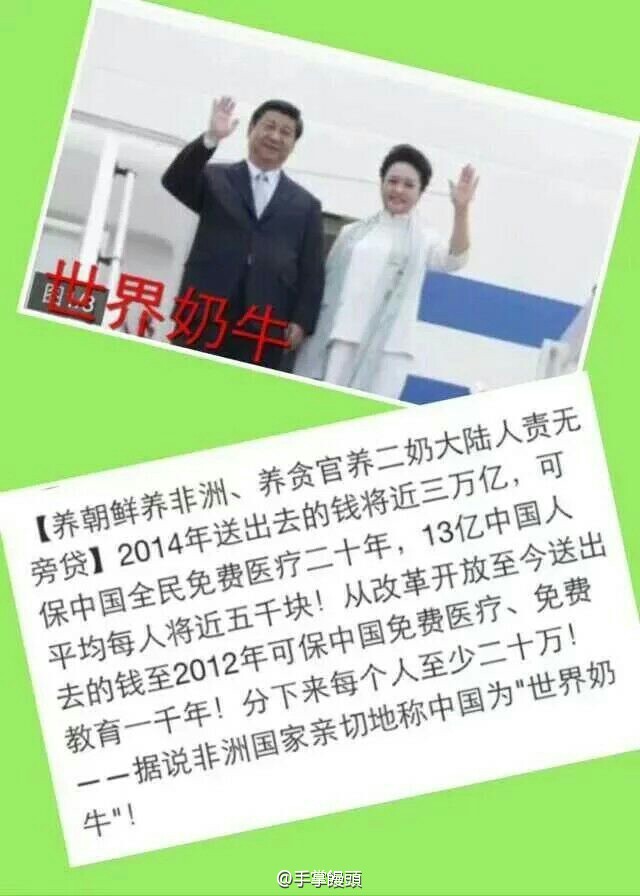 世界奶牛
【养朝鲜养非洲、养贪官养二奶大陆人责无
旁贷】2014年送出去的钱将近三万亿，可
保中国全民免费医疗二十年，13亿中国人
平均每人将近五千块！从改革开放至今送出
去的钱至2012年可保中国免费医疗、免费
教育一千年！分下来每个人至少二十万！
——据说非洲国家亲切地称中国为"世界奶
牛"！
@手掌饅頭